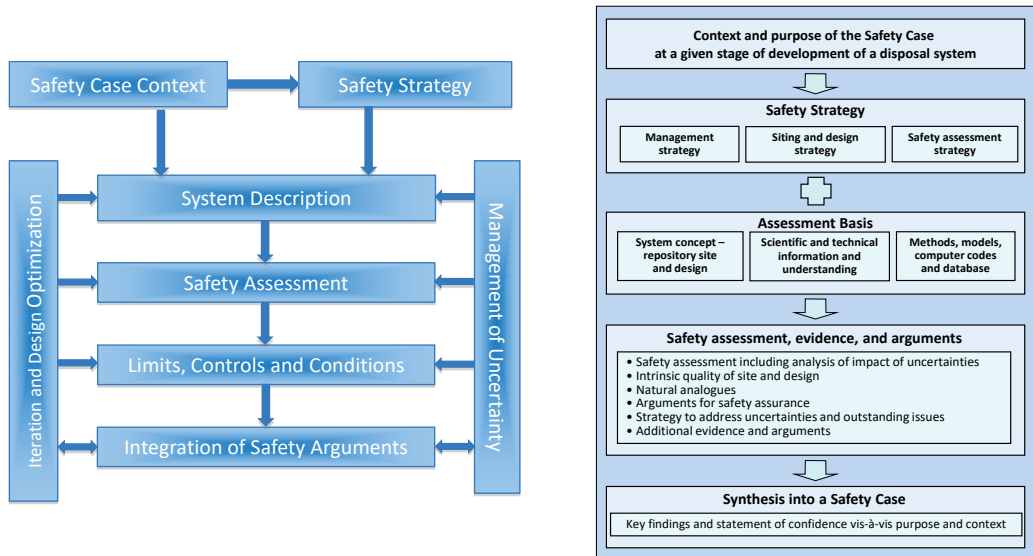 Safety Case Context
Safety Strategy
Iteration and Design Optimization
System Description
Safety Assessment
Limits, Controls and Conditions
Integration of Safety Arguments
Management of Uncertainty
Context and purpose of the Safety Case
at a given stage of development of a disposal system
Safety Strategy
Management
strategy
Siting and design
strategy
Safety assessment
strategy
Assessment Basis
System concept –
repository site
and design
Scientific and technical
information and
understanding
Methods, models,
computer codes
and database
Safety assessment, evidence, and arguments
• Safety assessment including analysis of impact of uncertainties
• Intrinsic quality of site and design
• Natural analogues
• Arguments for safety assurance
• Strategy to address uncertainties and outstanding issues
• Additional evidence and arguments
Synthesis into a Safety Case
Key findings and statement of confidence vis-à-vis purpose and context